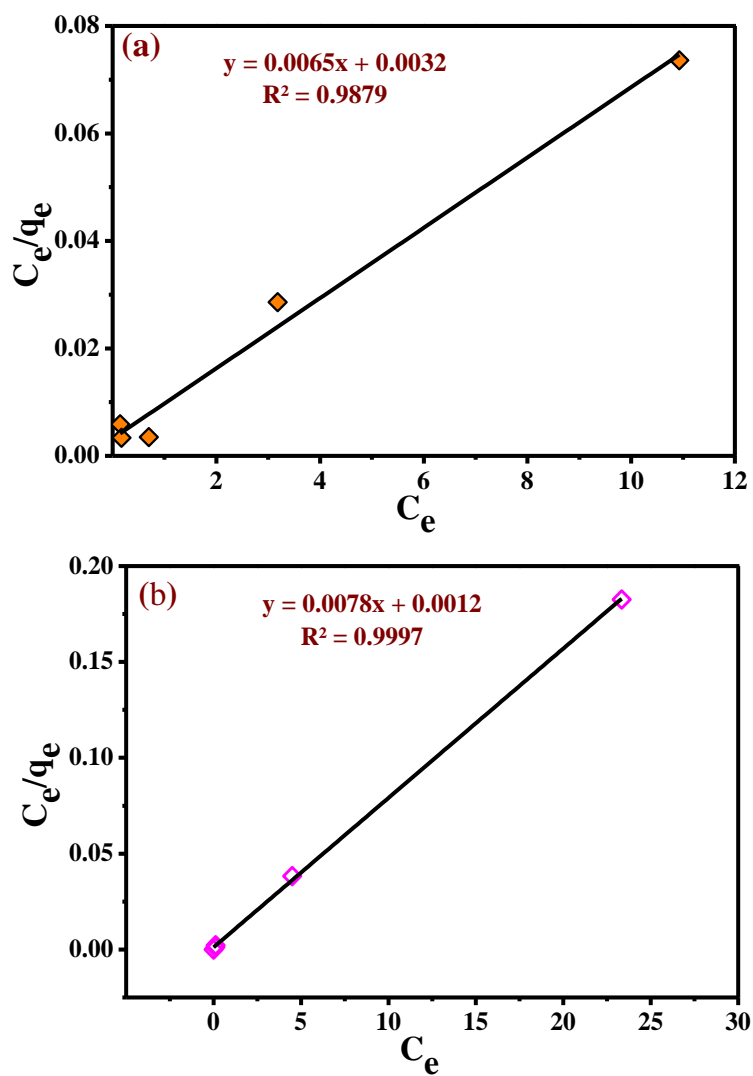 (a)
y = 0.0065x + 0.0032
R² = 0.9879
0.08
0.06
0.04
0.02
0.00
Ce/qe
2 4 6 8 10 12
Ce
(b)
y = 0.0078x + 0.0012
R² = 0.9997
0.20
0.15
0.10
0.05
0.00
Ce/qe
0 5 10 15 20 25 30
Ce